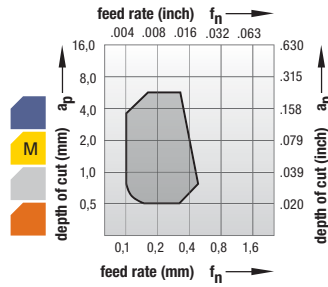 feed rate (inch) fn
.004 .008 .016 .032 .063
16,0 .630
8,0 .315
4,0 .158
2,0 .079
1,0 .039
0,5 .020
ap
depth of cut (mm)
M
ap
depth of cut (inch)
0,1 0,2 0,4 0,8 1,6
feed rate (mm) fn